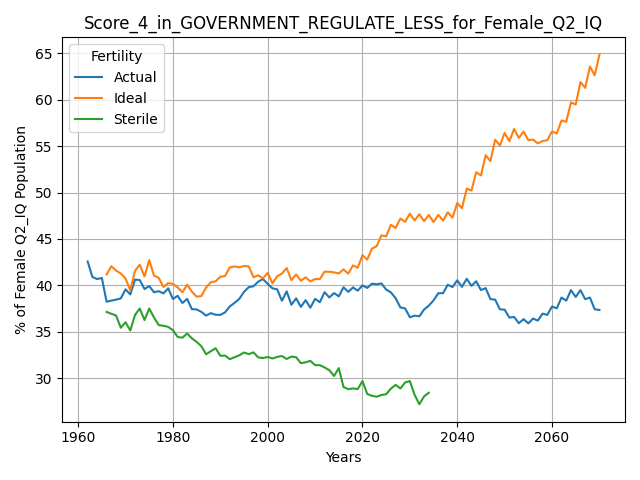 Score_4_in_GOVERNMENT_REGULATE_LESS_for_Female_Q2_IQ
Fertility
Actual
Ideal
Sterile
% of Female Q2_IQ Population
65
60
55
50
45
40
35
30
1960
1980
2000
2020
2040
2060
Years